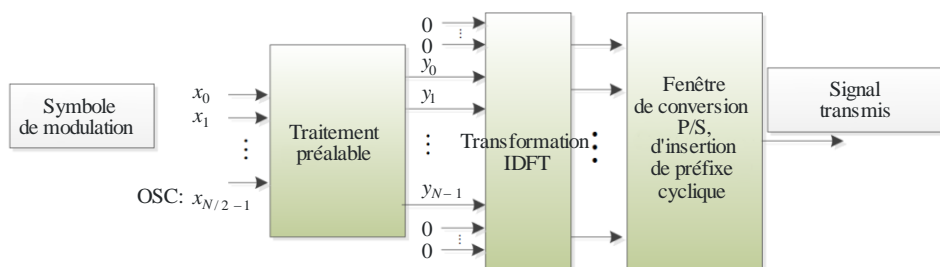 Symbole
de modulation
x0
x1
⋮
OSC: xN/2–1
Traitement
préalable
0
⋮
0
y0
y1
⋮
yN–1
0
⋮
0
Transformation
IDFT
⋮
Fenêtre
de conversion
P/S,
d'insertion
de préfixe
cyclique
Signal
transmis